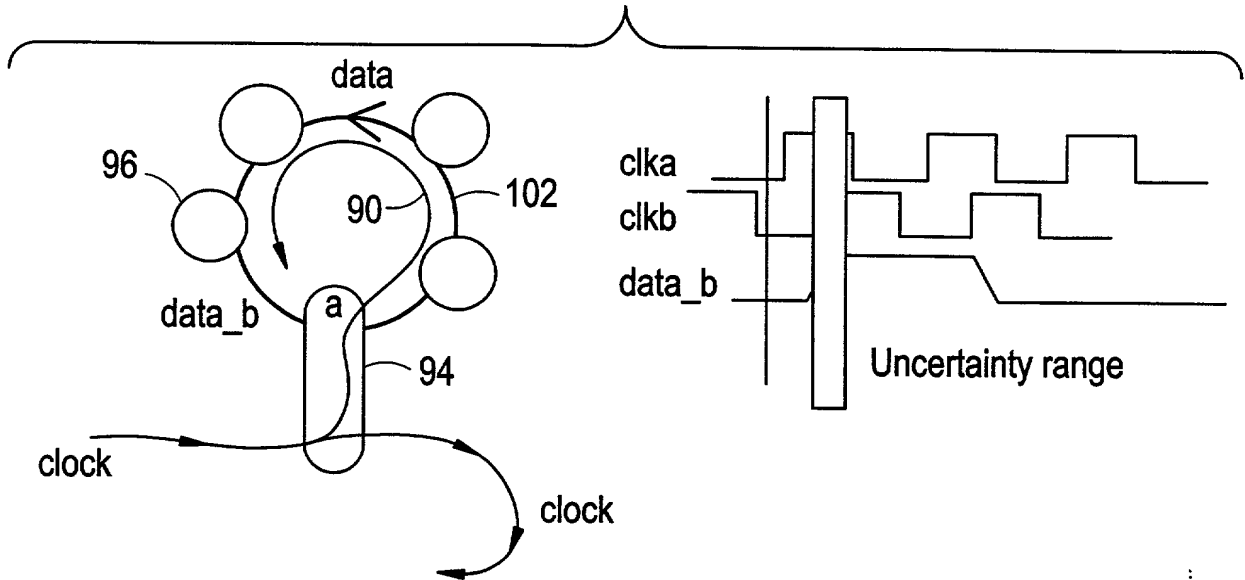 data
96
90
102
data_b
a
94
clock
clock
clka
clkb
data_b
Uncertainty range